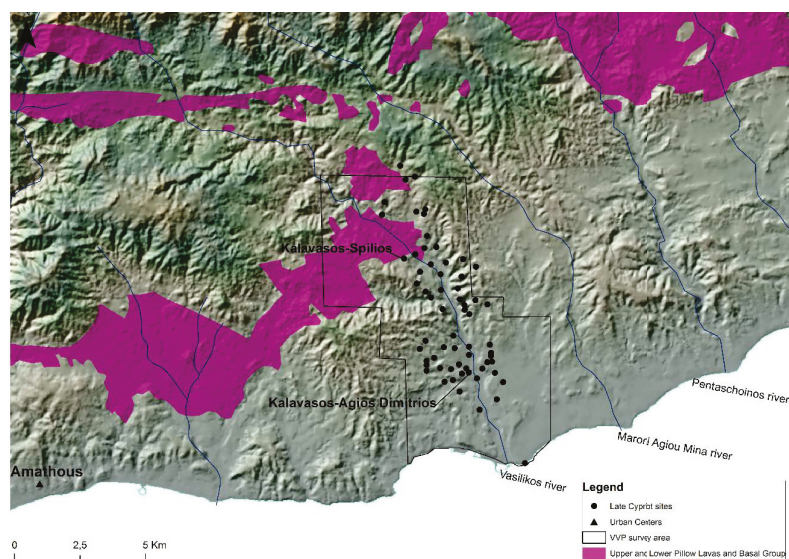 Kalavasos-Spilios
Kalavasos-Agios Dimitrios
Pentaschoinos river
Marori Agiou Mina river
Amathous
Vasilikos river
Legend
Late Cypriot sites
Urban Centers
VVP survey area
Upper and Lower Pillow Lavas and Basal Group
0 2,5 5 Km